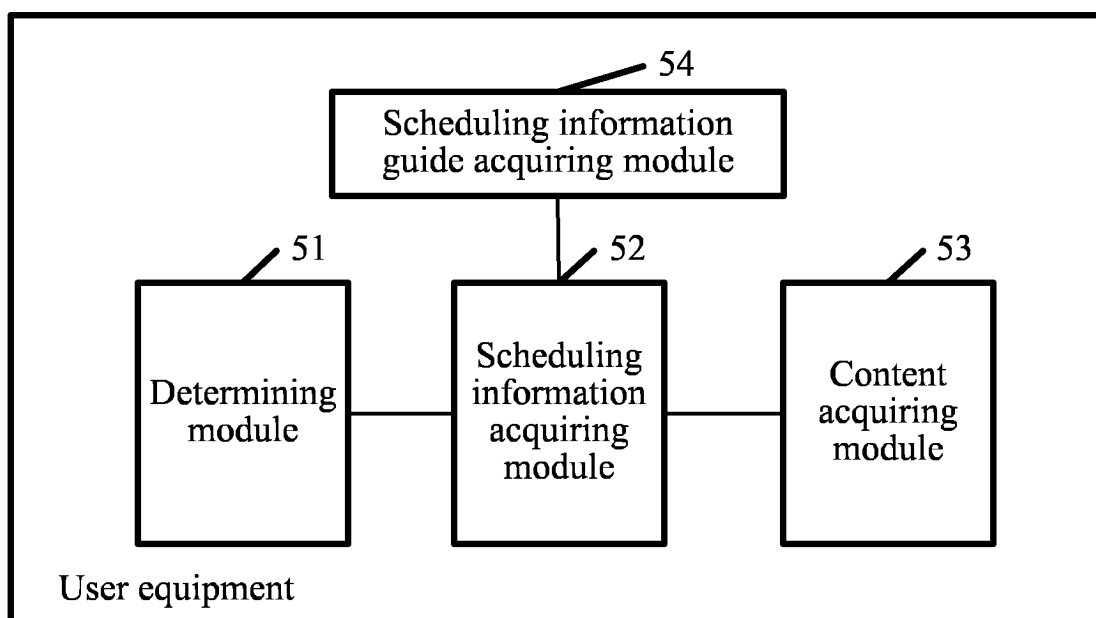 54
Scheduling information
guide acquiring module
51
52
53
Determining
module
Scheduling
information
acquiring
module
Content
acquiring
module
User equipment